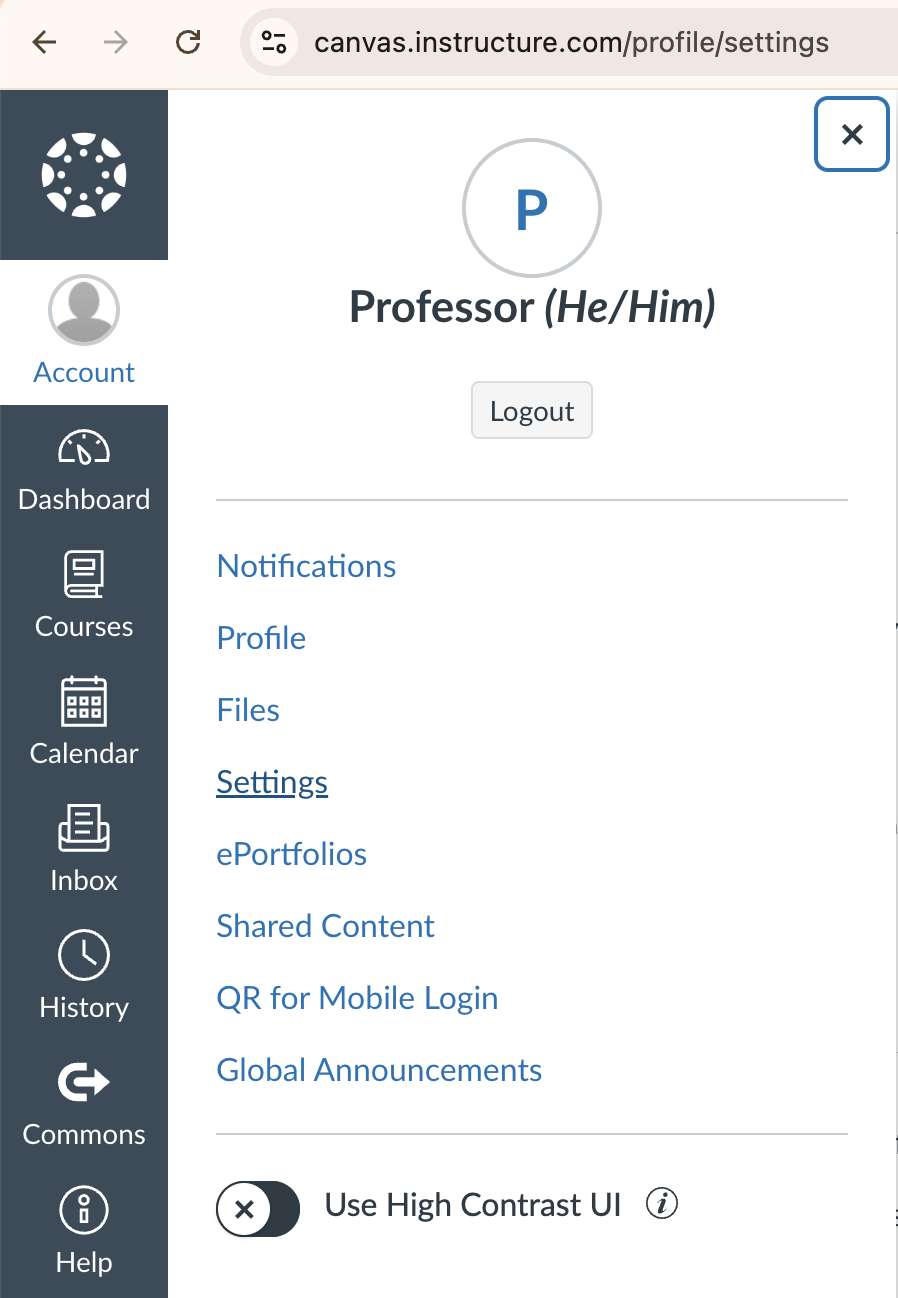 canvas.instructure.com/profile/settings
P
Professor (He/Him)
Logout
Account
Dashboard
Courses
Calendar
Inbox
History
Commons
Help
Notifications
Profile
Files
Settings
ePortfolios
Shared Content
QR for Mobile Login
Global Announcements
Use High Contrast UI